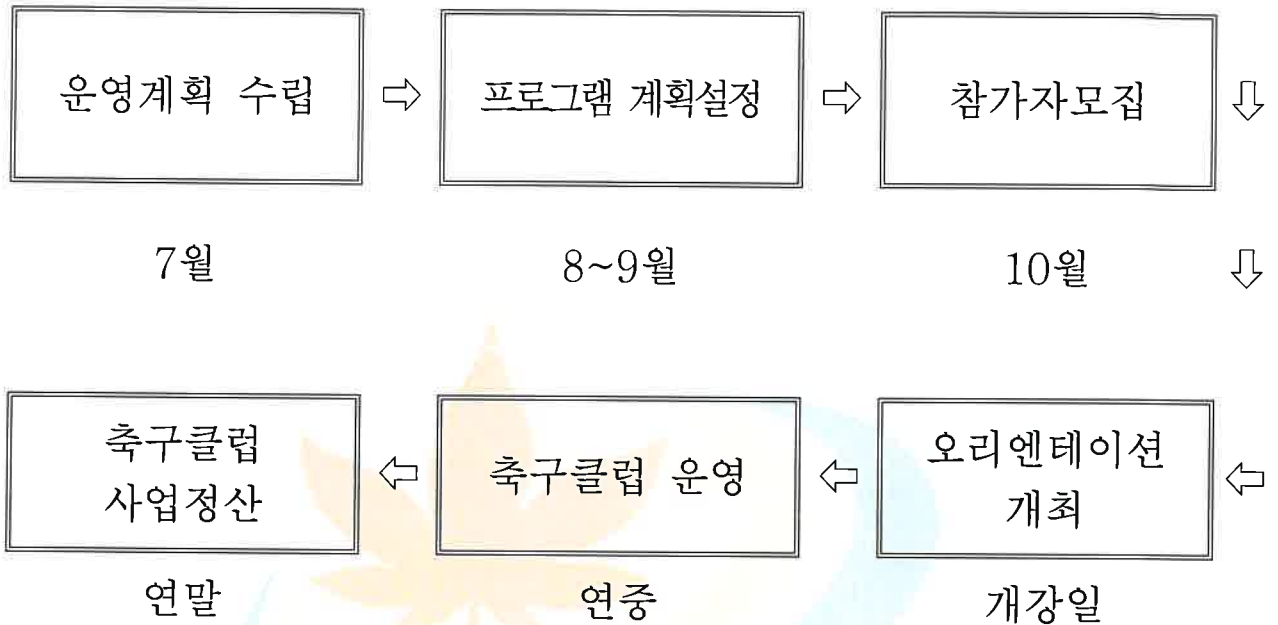 운영계획 수립 ⇨ 프로그램 계획설정 ⇨ 참가자모집 ⇩
7월 8~9월 10월 ⇩
축구클럽
사업정산
⇦ 축구클럽 운영 ⇦
오리엔테이션
개최
⇦
연말 연중 개강일